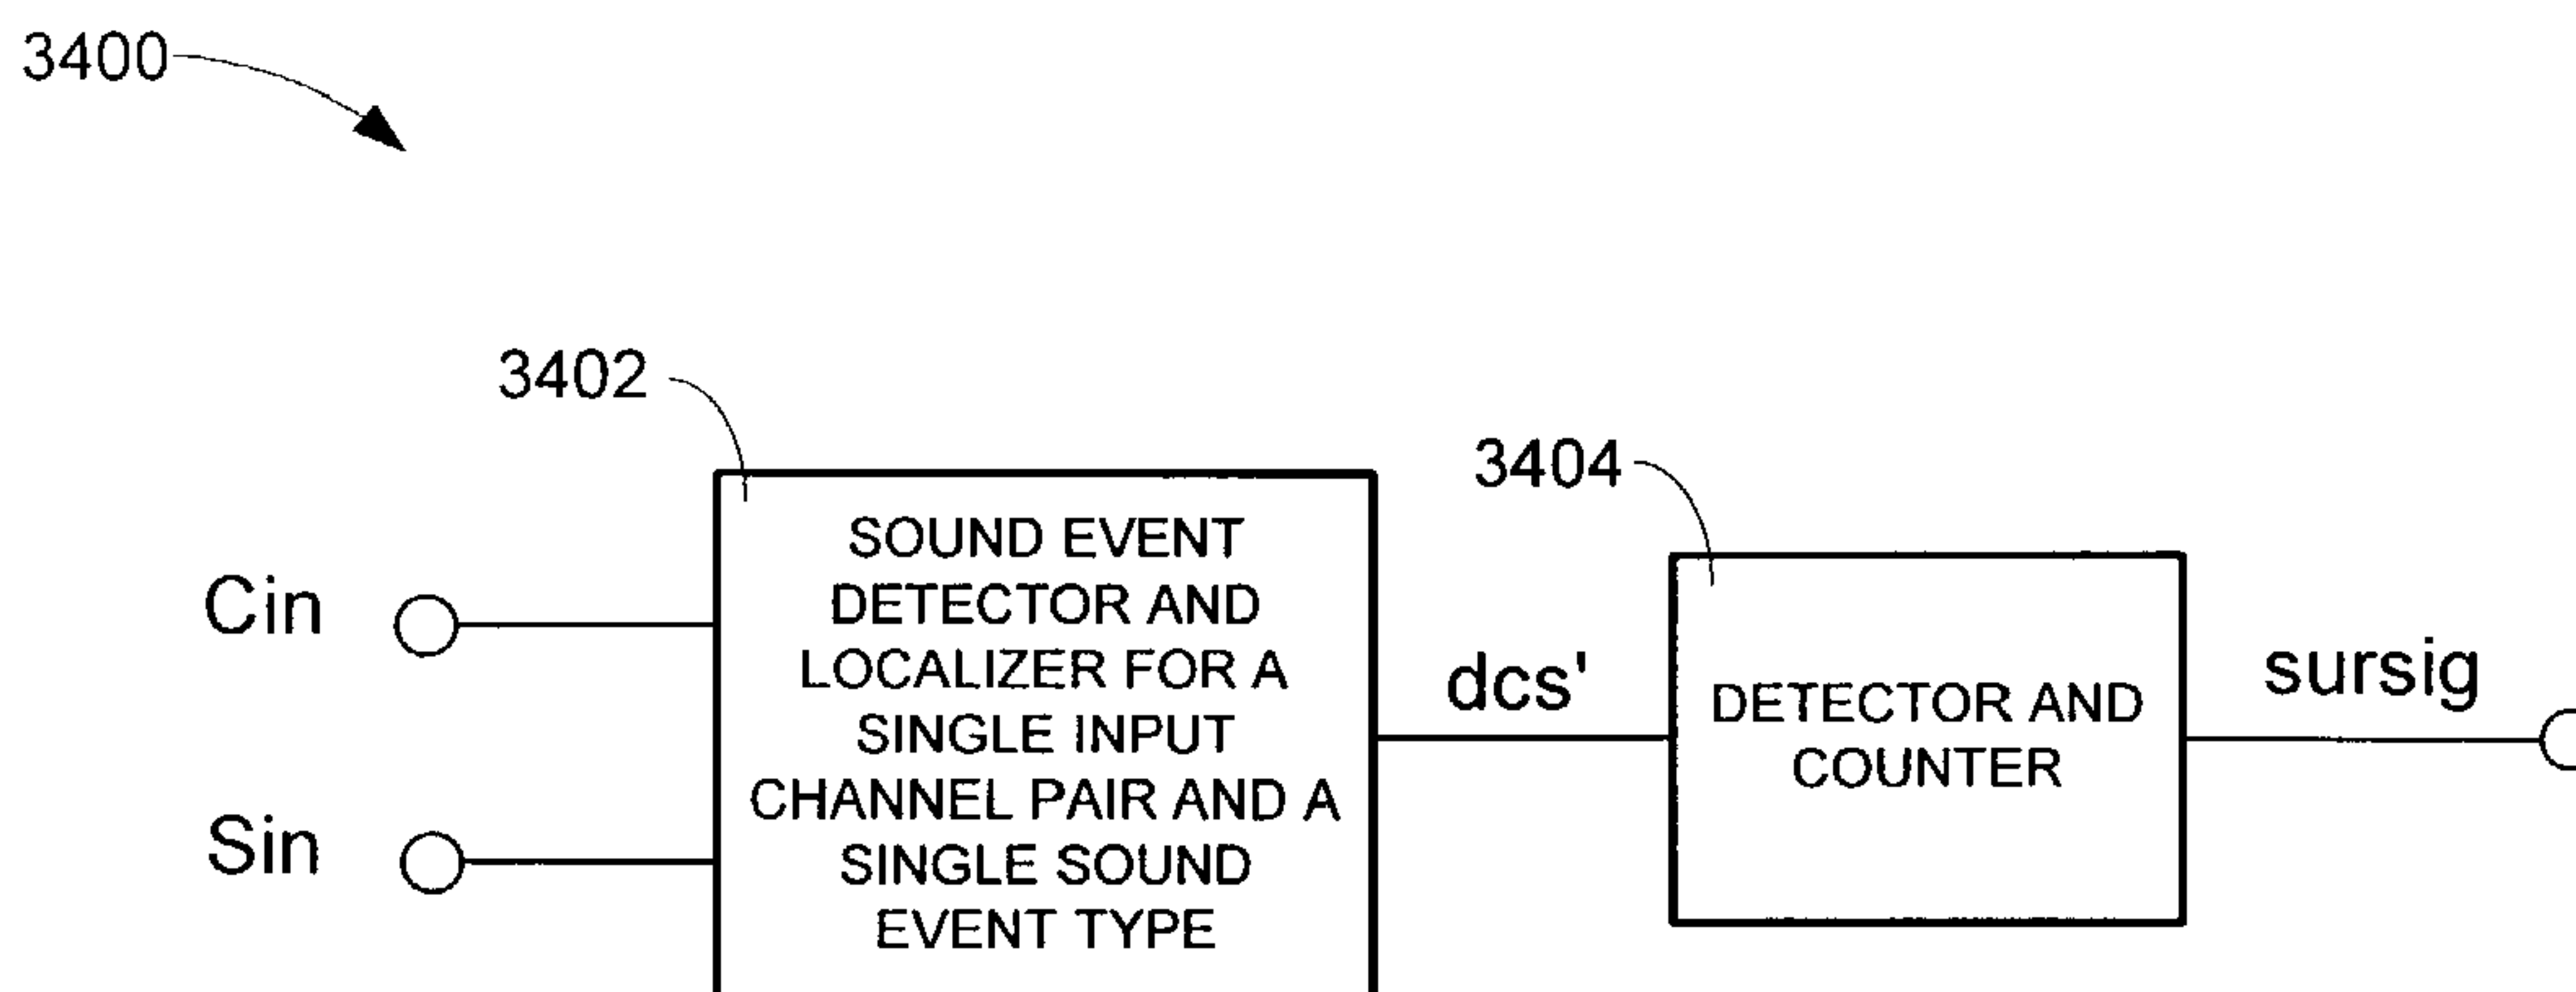 3400
3402
3404
Cin
Sin
SOUND EVENT
DETECTOR AND
LOCALIZER FOR A
SINGLE INPUT
CHANNEL PAIR AND A
SINGLE SOUND
EVENT TYPE
dcs'
DETECTOR AND
COUNTER
sursig